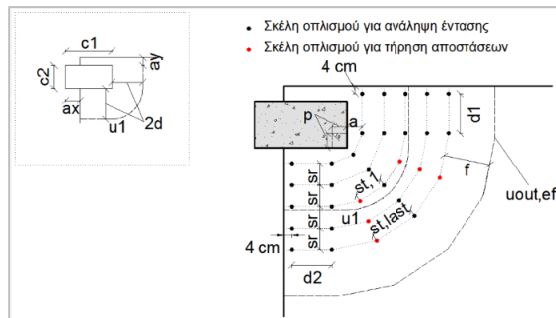 Σκέλη οπλισμού για ανάληψη έντασης
Σκέλη οπλισμού για τήρηση αποστάσεων
c1
c2
ay
ax
u1
2d
4 cm
p
a
d1
f
uout,ef
sr
sr
sr
sr
st,1
u1
st,last
4 cm
d2